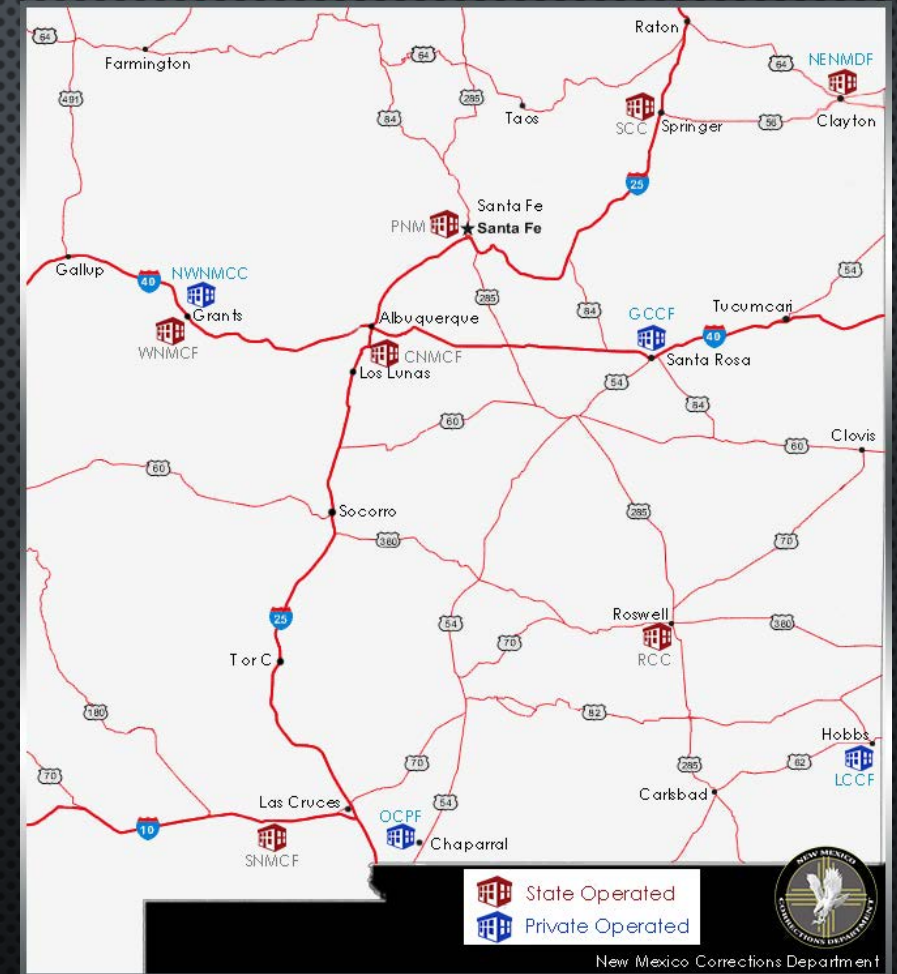 Raton
64
Farmington
64
64
NENMDF
491
285
Taos
84
SCC
Springer
56
Clayton
25
Santa Fe
PNM
Santa Fe
Gallup
40
NWNMCC
54
Grants
285
84
GCCF
Tucumcari
WNMCF
Albuquerque
40
CNMCF
Santa Rosa
Los Lunas
54
84
60
Clovis
60
60
Socorro
285
380
70
25
54
Roswell
380
70
RCC
T or C
180
82
Hobbs
70
70
285
62
LCCF
Las Cruces
54
Carlsbad
10
OCPF
Chaparral
SNMCF
State Operated
Private Operated
NEW MEXICO
CORRECTIONS DEPARTMENT
New Mexico Corrections Department